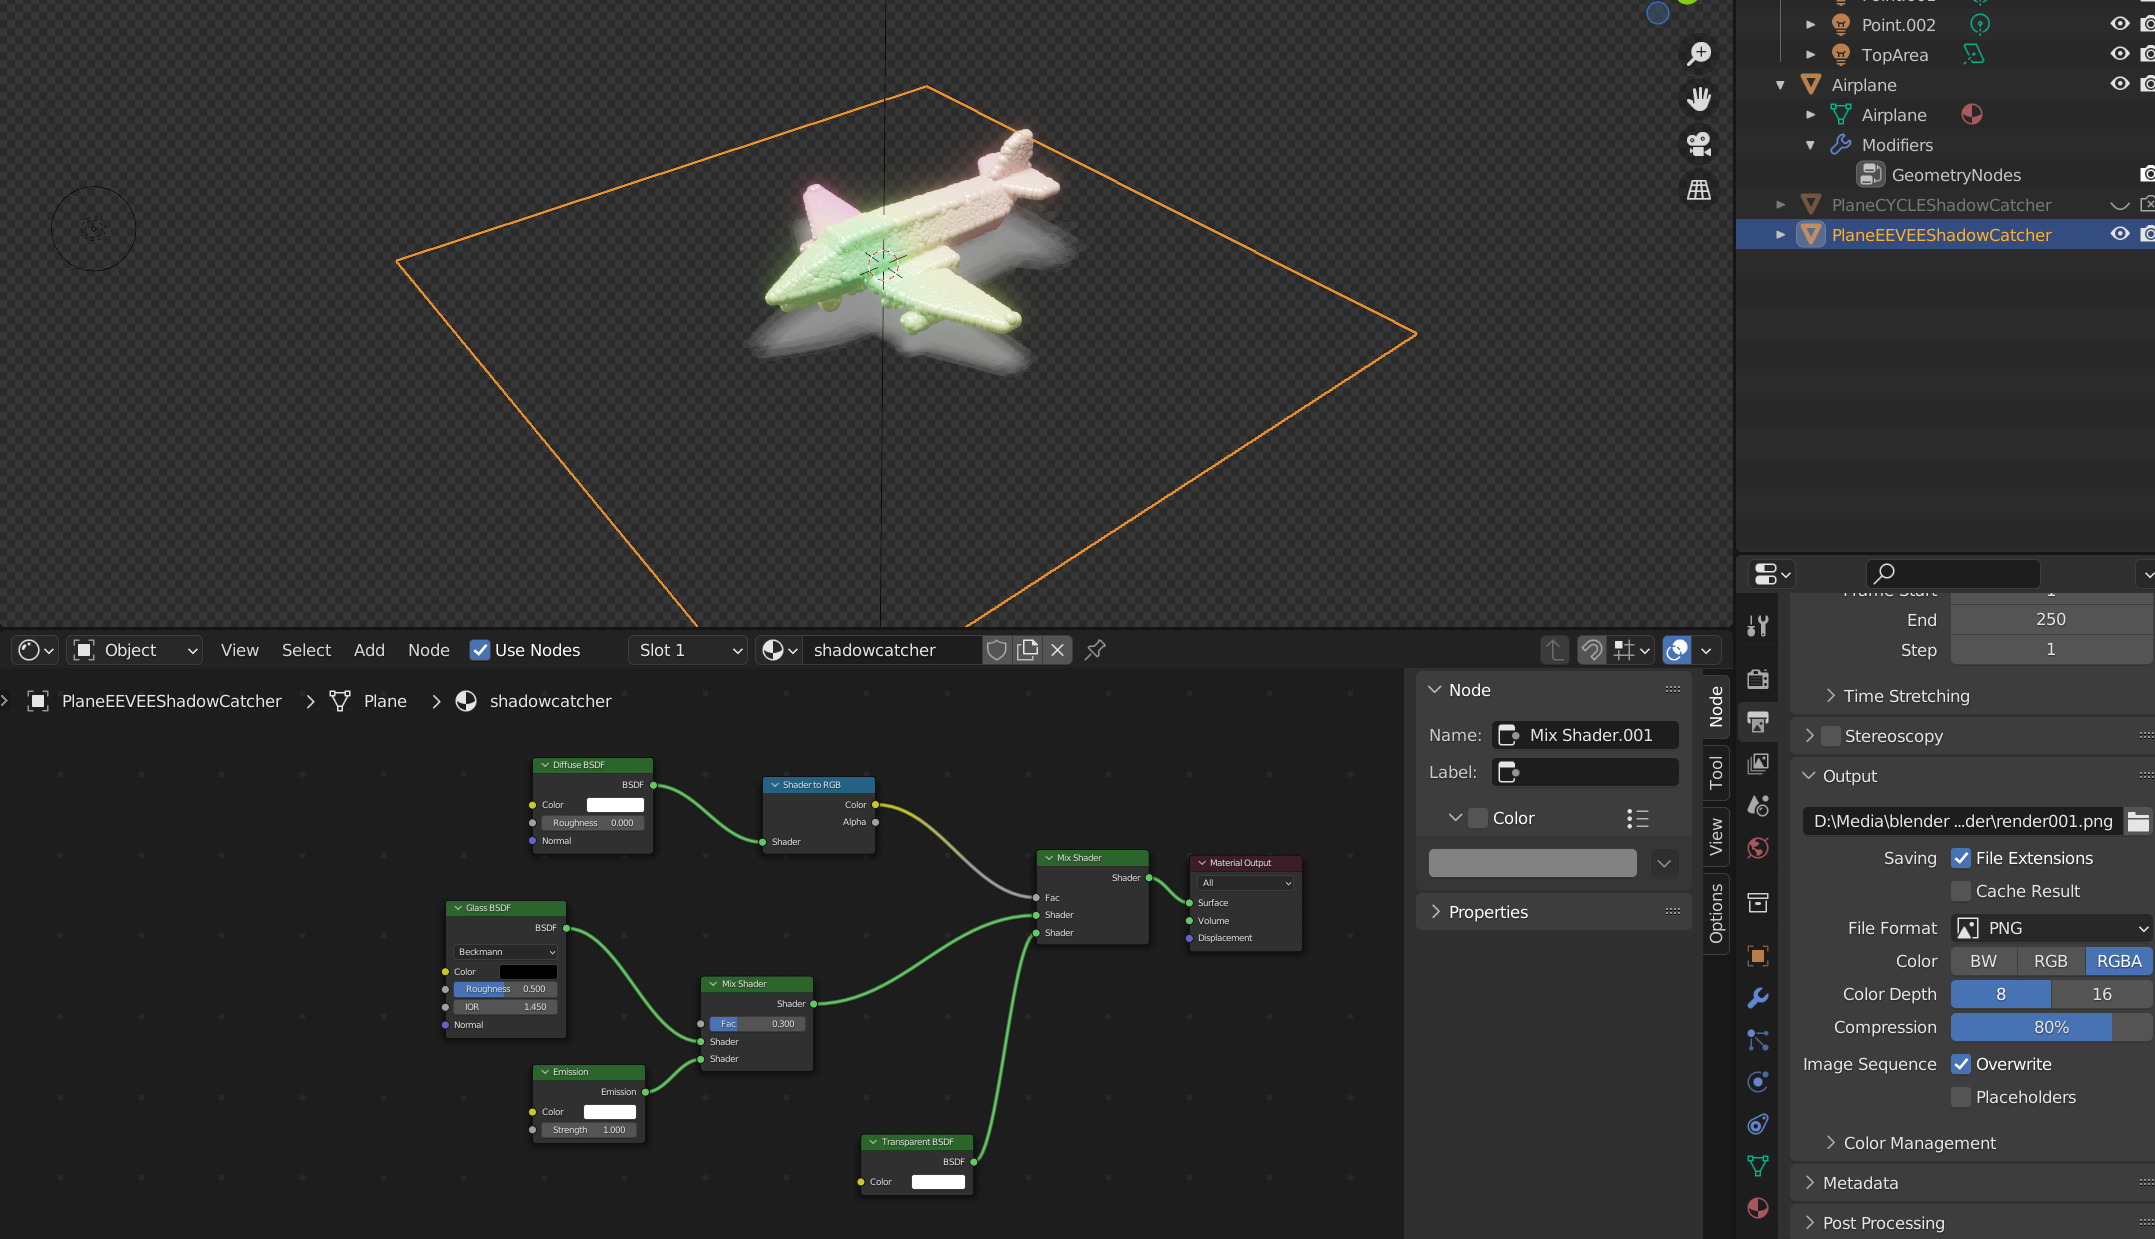 Point.002
TopArea
Airplane
Airplane
Modifiers
GeometryNodes
PlaneCYCLEShadowCatcher
PlaneEEVEEShadowCatcher
Frame Start 1
End 250
Step 1
Time Stretching
Stereoscopy
Output
D:\Media\blender ...der\render001.png
Saving File Extensions
Cache Result
File Format PNG
Color BW RGB RGBA
Color Depth 8 16
Compression 80%
Image Sequence Overwrite
Placeholders
Color Management
Metadata
Post Processing
Object View Select Add Node Use Nodes Slot 1 shadowcatcher
PlaneEEVEEShadowCatcher Plane shadowcatcher
Diffuse BSDF
BSDF
Color
Roughness 0.000
Normal
Shader to RGB
Color
Alpha
Shader
Glass BSDF
BSDF
Beckmann
Color
Roughness 0.500
IOR 1.450
Normal
Emission
Emission
Color
Strength 1.000
Mix Shader
Shader
Fac 0.300
Shader
Shader
Transparent BSDF
BSDF
Color
Mix Shader
Shader
Fac
Shader
Shader
Material Output
All
Surface
Volume
Displacement
Node
Name: Mix Shader.001
Label:
Color
Properties
Node
Tool
View
Options